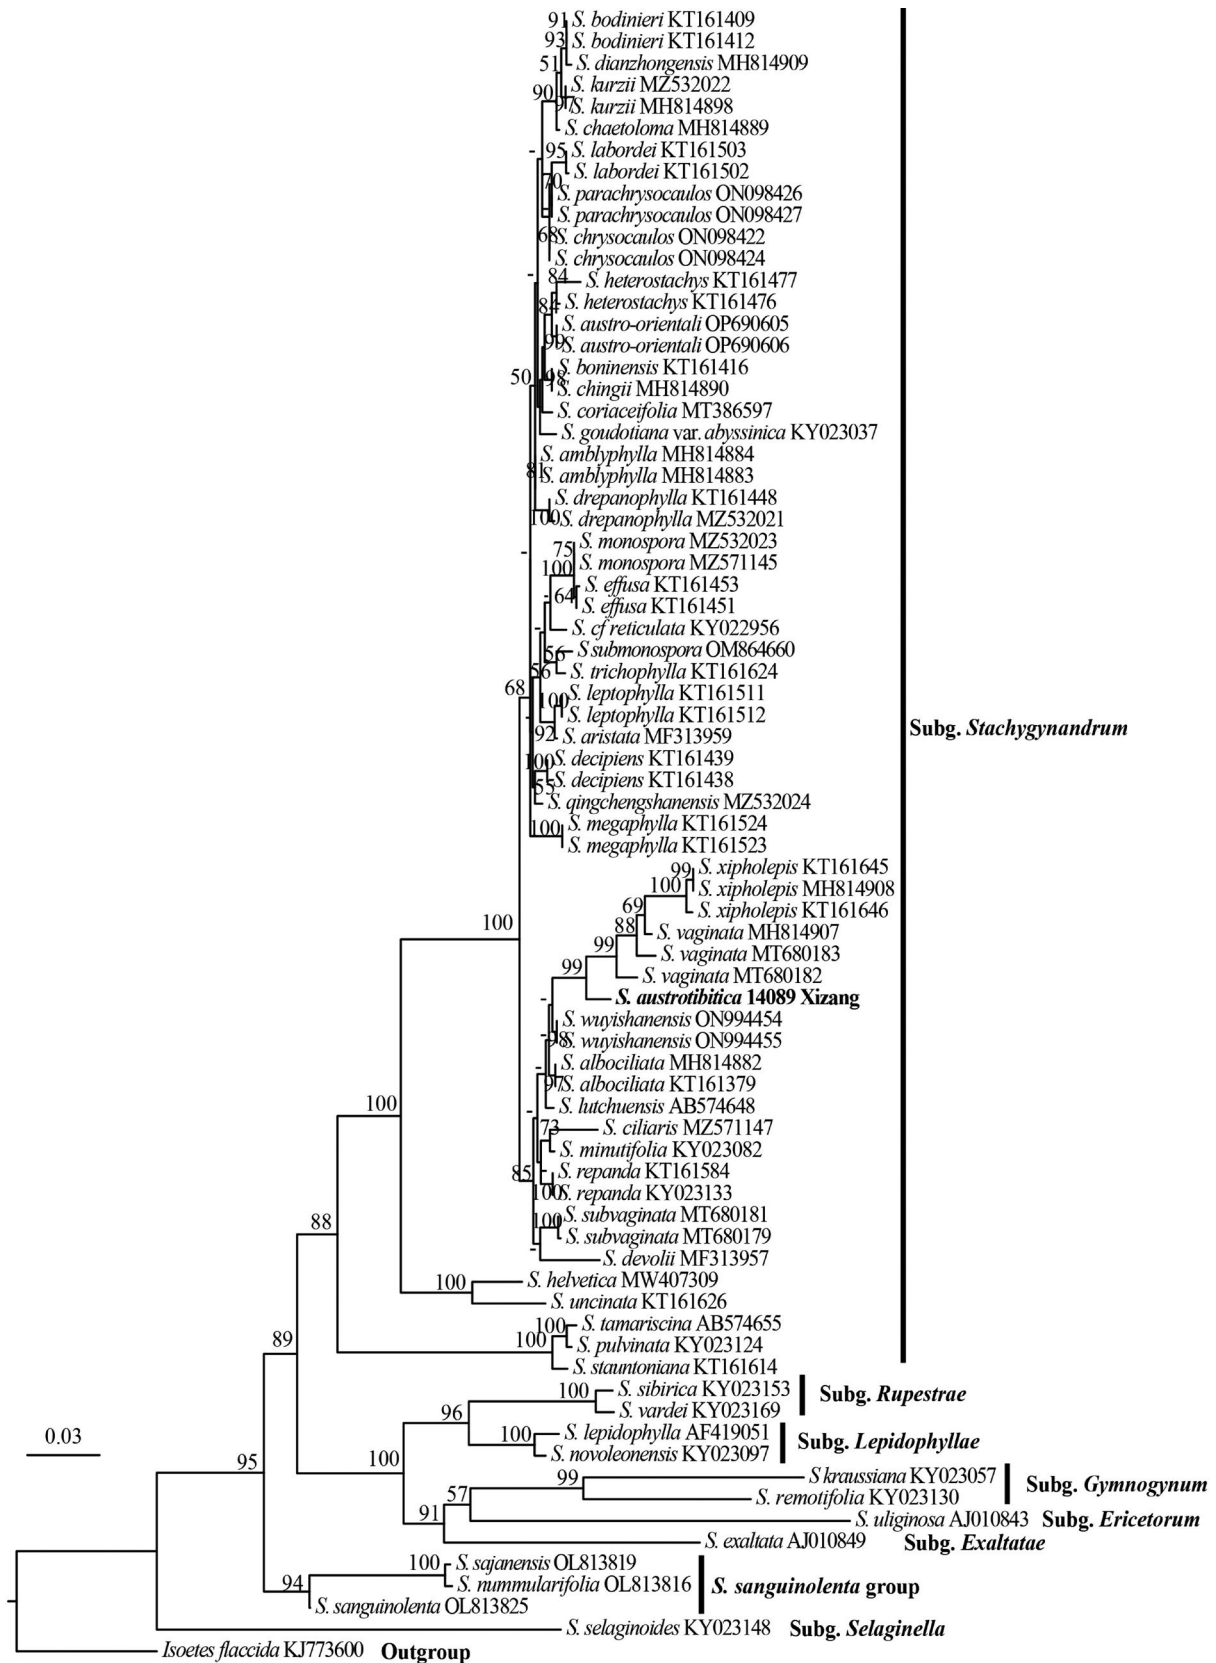 91 S. bodinieri KT161409
93 S. bodinieri KT161412
51 S. dianzhongensis MH814909
S. kurzii MZ532022
90 97 S. kurzii MH814898
S. chaetoloma MH814889
- 95 S. labordei KT161503
S. labordei KT161502
70 S. parachrysocaulos ON098426
S. parachrysocaulos ON098427
68 S. chrysocaulos ON098422
S. chrysocaulos ON098424
- 84 S. heterostachys KT161477
84 S. heterostachys KT161476
S. austro-orientali OP690605
99 S. austro-orientali OP690606
S. boninensis KT161416
50 98 S. chingii MH814890
S. coriaceifolia MT386597
S. goudotiana var. abyssinica KY023037
S. amblyphylla MH814884
81 S. amblyphylla MH814883
S. drepanophylla KT161448
100 S. drepanophylla MZ532021
S. monospora MZ532023
- 75 S. monospora MZ571145
100 S. effusa KT161453
- 64 S. effusa KT161451
- S. cf reticulata KY022956
56 S submonospora OM864660
56 S. trichophylla KT161624
68 100 S. leptophylla KT161511
- S. leptophylla KT161512
92 S. aristata MF313959
Subg. Stachygynandrum
100 S. decipiens KT161439
S. decipiens KT161438
55 S. qingchengshanensis MZ532024
100 S. megaphylla KT161524
S. megaphylla KT161523
99 S. xipholepis KT161645
100 S. xipholepis MH814908
69 S. xipholepis KT161646
100 88 S. vaginata MH814907
99 S. vaginata MT680183
99 S. vaginata MT680182
- S. austrotibitica 14089 Xizang
S. wuyishanensis ON994454
- 98 S. wuyishanensis ON994455
- S. albociliata MH814882
97 S. albociliata KT161379
100 - S. lutchuensis AB574648
73 S. ciliaris MZ571147
S. minutifolia KY023082
85 - S. repanda KT161584
100 S. repanda KY023133
88 100 S. subvaginata MT680181
S. subvaginata MT680179
- S. devolii MF313957
100 S. helvetica MW407309
S. uncinata KT161626
100 S. tamariscina AB574655
89 100 S. pulvinata KY023124
S. stauntoniana KT161614
100 S. sibirica KY023153
Subg. Rupestrae
96 S. vardei KY023169
0.03 100 S. lepidophylla AF419051
Subg. Lepidophyllae
95 100 S. novoleonensis KY023097
99 S kraussiana KY023057
Subg. Gymnogynum
57 S. remotifolia KY023130
91 S. uliginosa AJ010843 Subg. Ericetorum
S. exaltata AJ010849 Subg. Exaltatae
100 S. sajanensis OL813819
94 S. nummularifolia OL813816
S. sanguinolenta group
S. sanguinolenta OL813825
S. selaginoides KY023148 Subg. Selaginella
Isoetes flaccida KJ773600 Outgroup